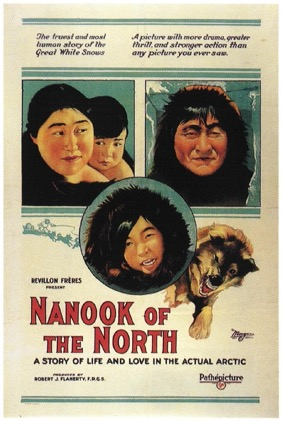 The truest and most
human story of the
Great White Snows
A picture with more drama, greater
thrill, and stronger action than
any picture you ever saw.
REVILLON FRÈRES
PRESENT
NANOOK OF
THE NORTH
A STORY OF LIFE AND LOVE IN THE ACTUAL ARCTIC
PRODUCED BY
ROBERT J. FLAHERTY, F.R.G.S.
Pathépicture